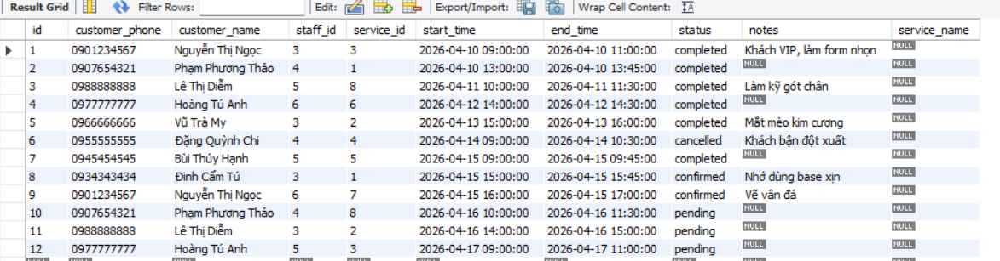 Result Grid Filter Rows: Edit: Export/Import: Wrap Cell Content: IA
id customer_phone customer_name staff_id service_id start_time end_time status notes service_name
1 0901234567 Nguyễn Thị Ngọc 3 3 2026-04-10 09:00:00 2026-04-10 11:00:00 completed Khách VIP, làm form nhọn NULL
2 0907654321 Phạm Phương Thảo 4 1 2026-04-10 13:00:00 2026-04-10 13:45:00 completed NULL NULL
3 0988888888 Lê Thị Diễm 5 8 2026-04-11 10:00:00 2026-04-11 11:30:00 completed Làm kỹ gót chân NULL
4 0977777777 Hoàng Tú Anh 6 6 2026-04-12 14:00:00 2026-04-12 14:30:00 completed NULL NULL
5 0966666666 Vũ Trà My 3 2 2026-04-13 15:00:00 2026-04-13 16:00:00 completed Mắt mèo kim cương NULL
6 0955555555 Đặng Quỳnh Chi 4 4 2026-04-14 09:00:00 2026-04-14 10:30:00 cancelled Khách bận đột xuất NULL
7 0945454545 Bùi Thúy Hạnh 5 5 2026-04-15 09:00:00 2026-04-15 09:45:00 completed NULL NULL
8 0934343434 Đinh Cẩm Tú 3 1 2026-04-15 15:00:00 2026-04-15 15:45:00 confirmed Nhớ dùng base xịn NULL
9 0901234567 Nguyễn Thị Ngọc 6 7 2026-04-15 16:00:00 2026-04-15 17:00:00 confirmed Vẽ vân đá NULL
10 0907654321 Phạm Phương Thảo 4 8 2026-04-16 10:00:00 2026-04-16 11:30:00 pending NULL NULL
11 0988888888 Lê Thị Diễm 3 2 2026-04-16 14:00:00 2026-04-16 15:00:00 pending NULL NULL
12 0977777777 Hoàng Tú Anh 5 3 2026-04-17 09:00:00 2026-04-17 11:00:00 pending NULL NULL